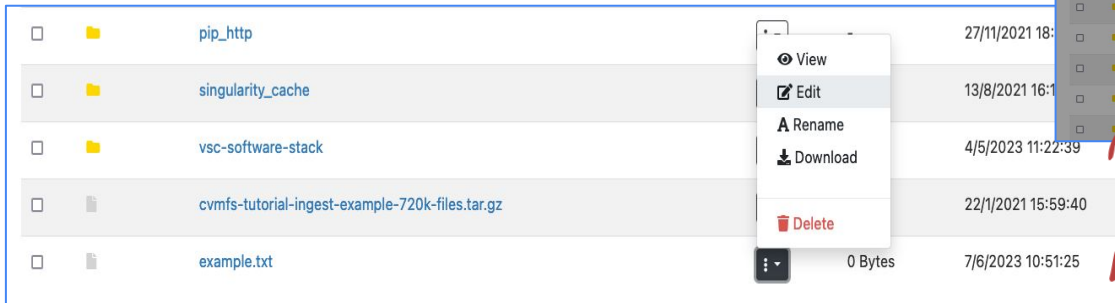 pip_http - 27/11/2021 18:
View
singularity_cache Edit 13/8/2021 16:1
Rename
vsc-software-stack Download 4/5/2023 11:22:39
cvmfs-tutorial-ingest-example-720k-files.tar.gz 22/1/2021 15:59:40
Delete
example.txt 0 Bytes 7/6/2023 10:51:25